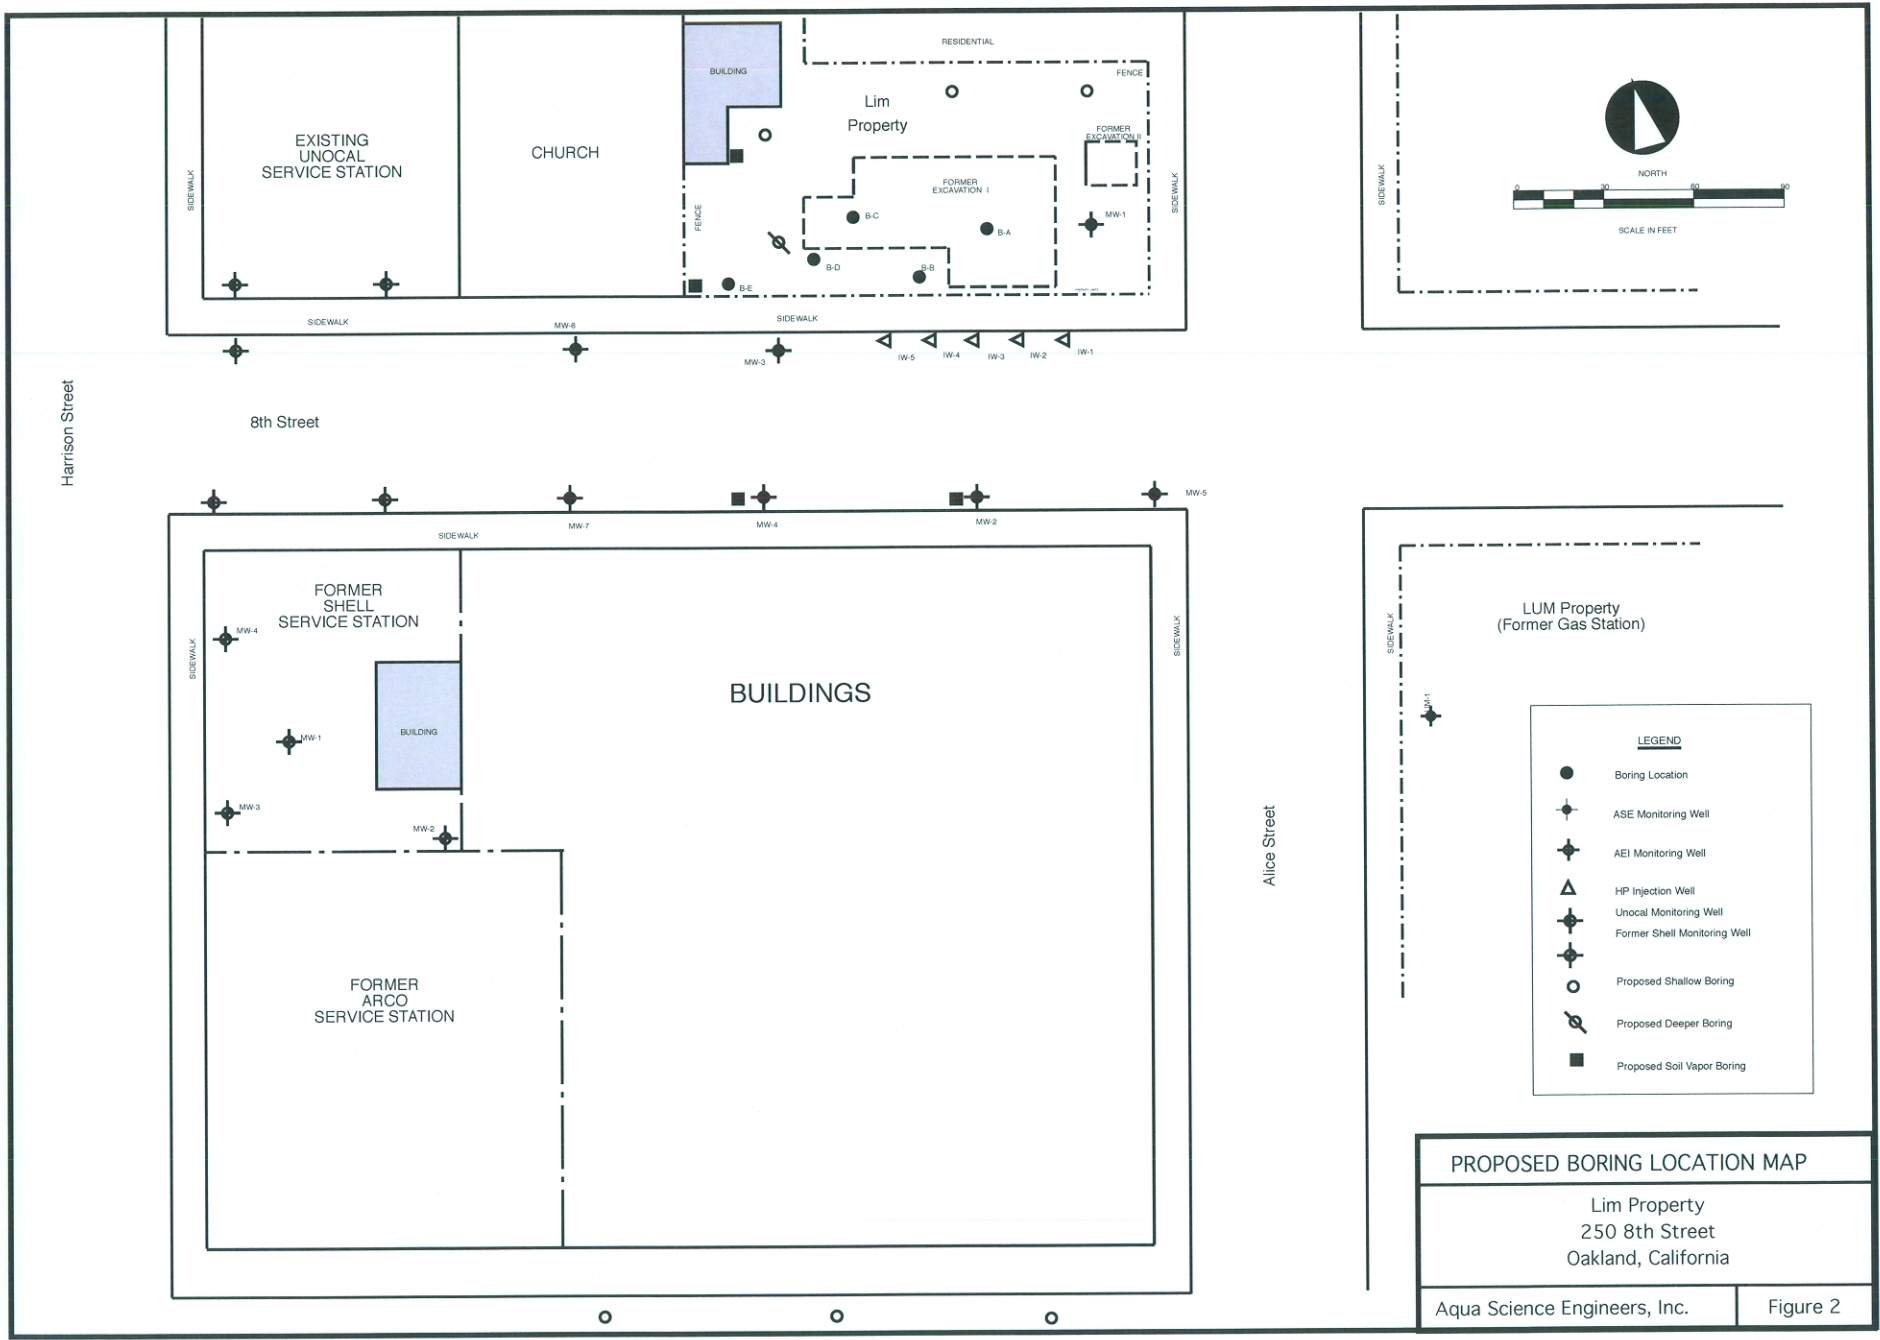 RESIDENTIAL
BUILDING
FENCE
Lim
Property
FORMER
EXCAVATION II
EXISTING
UNOCAL
SERVICE STATION
CHURCH
SIDEWALK
FORMER
EXCAVATION I
FENCE
B-C
B-A
MW-1
SIDEWALK
B-D
B-B
B-E
SIDEWALK
SIDEWALK
MW-6
MW-3
IW-5
IW-4
IW-3
IW-2
IW-1
SIDEWALK
NORTH
0 30 60 90
SCALE IN FEET
Harrison Street
8th Street
MW-7
MW-4
MW-2
MW-5
SIDEWALK
FORMER
SHELL
SERVICE STATION
MW-4
SIDEWALK
MW-1
BUILDING
MW-3
MW-2
BUILDINGS
SIDEWALK
FORMER
ARCO
SERVICE STATION
Alice Street
SIDEWALK
LUM Property
(Former Gas Station)
LEGEND
Boring Location
ASE Monitoring Well
AEI Monitoring Well
HP Injection Well
Unocal Monitoring Well
Former Shell Monitoring Well
Proposed Shallow Boring
Proposed Deeper Boring
Proposed Soil Vapor Boring
PROPOSED BORING LOCATION MAP
Lim Property
250 8th Street
Oakland, California
Aqua Science Engineers, Inc.
Figure 2